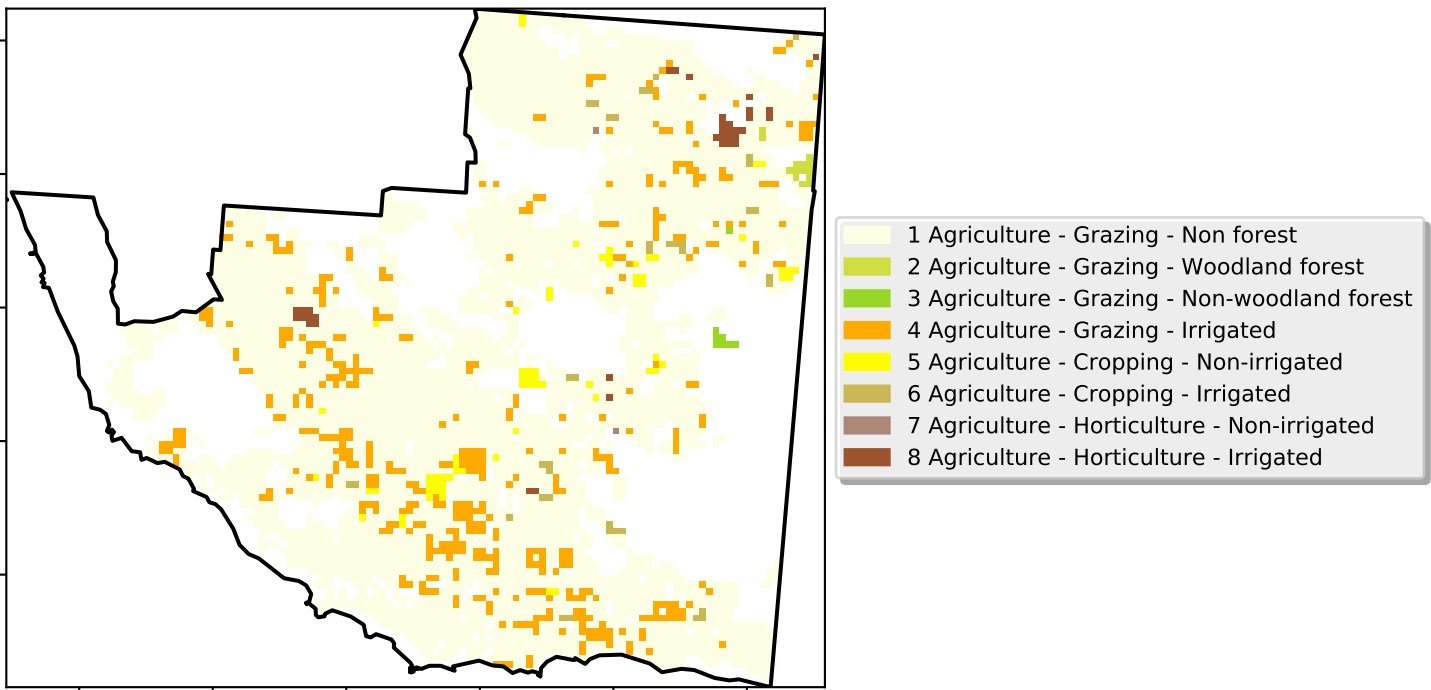 1 Agriculture - Grazing - Non forest
2 Agriculture - Grazing - Woodland forest
3 Agriculture - Grazing - Non-woodland forest
4 Agriculture - Grazing - Irrigated
5 Agriculture - Cropping - Non-irrigated
6 Agriculture - Cropping - Irrigated
7 Agriculture - Horticulture - Non-irrigated
8 Agriculture - Horticulture - Irrigated